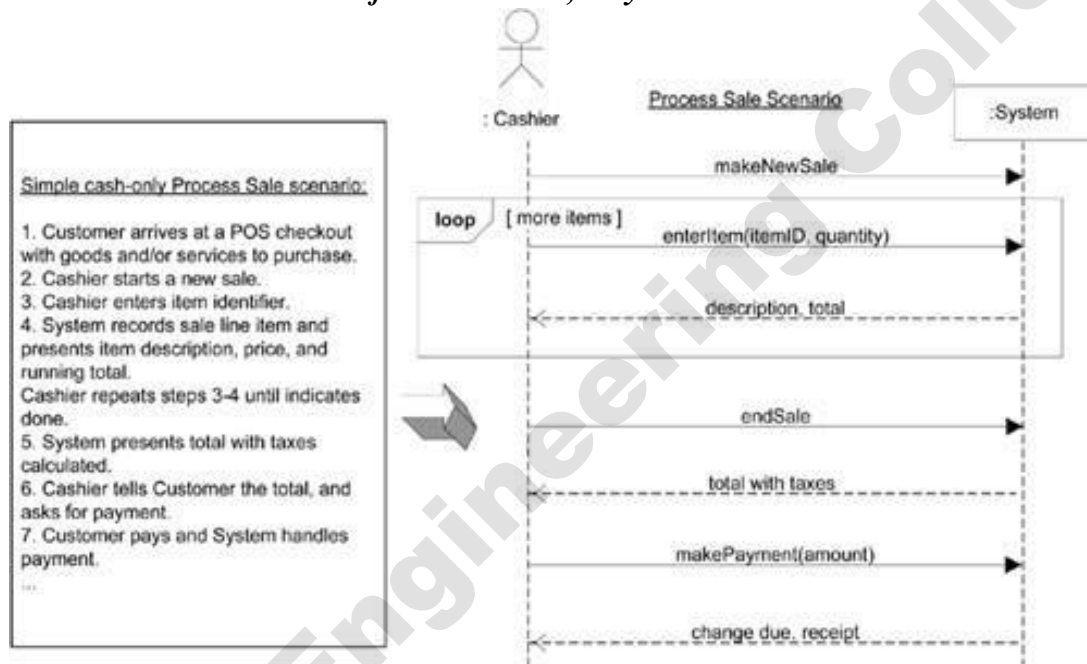 Process Sale Scenario
: Cashier
:System
makeNewSale
loop [ more items ]
enterItem(itemID, quantity)
description, total
endSale
total with taxes
makePayment(amount)
change due, receipt
Simple cash-only Process Sale scenario:
1. Customer arrives at a POS checkout
with goods and/or services to purchase.
2. Cashier starts a new sale.
3. Cashier enters item identifier.
4. System records sale line item and
presents item description, price, and
running total.
Cashier repeats steps 3-4 until indicates
done.
5. System presents total with taxes
calculated.
6. Cashier tells Customer the total, and
asks for payment.
7. Customer pays and System handles
payment.
...
Engineering